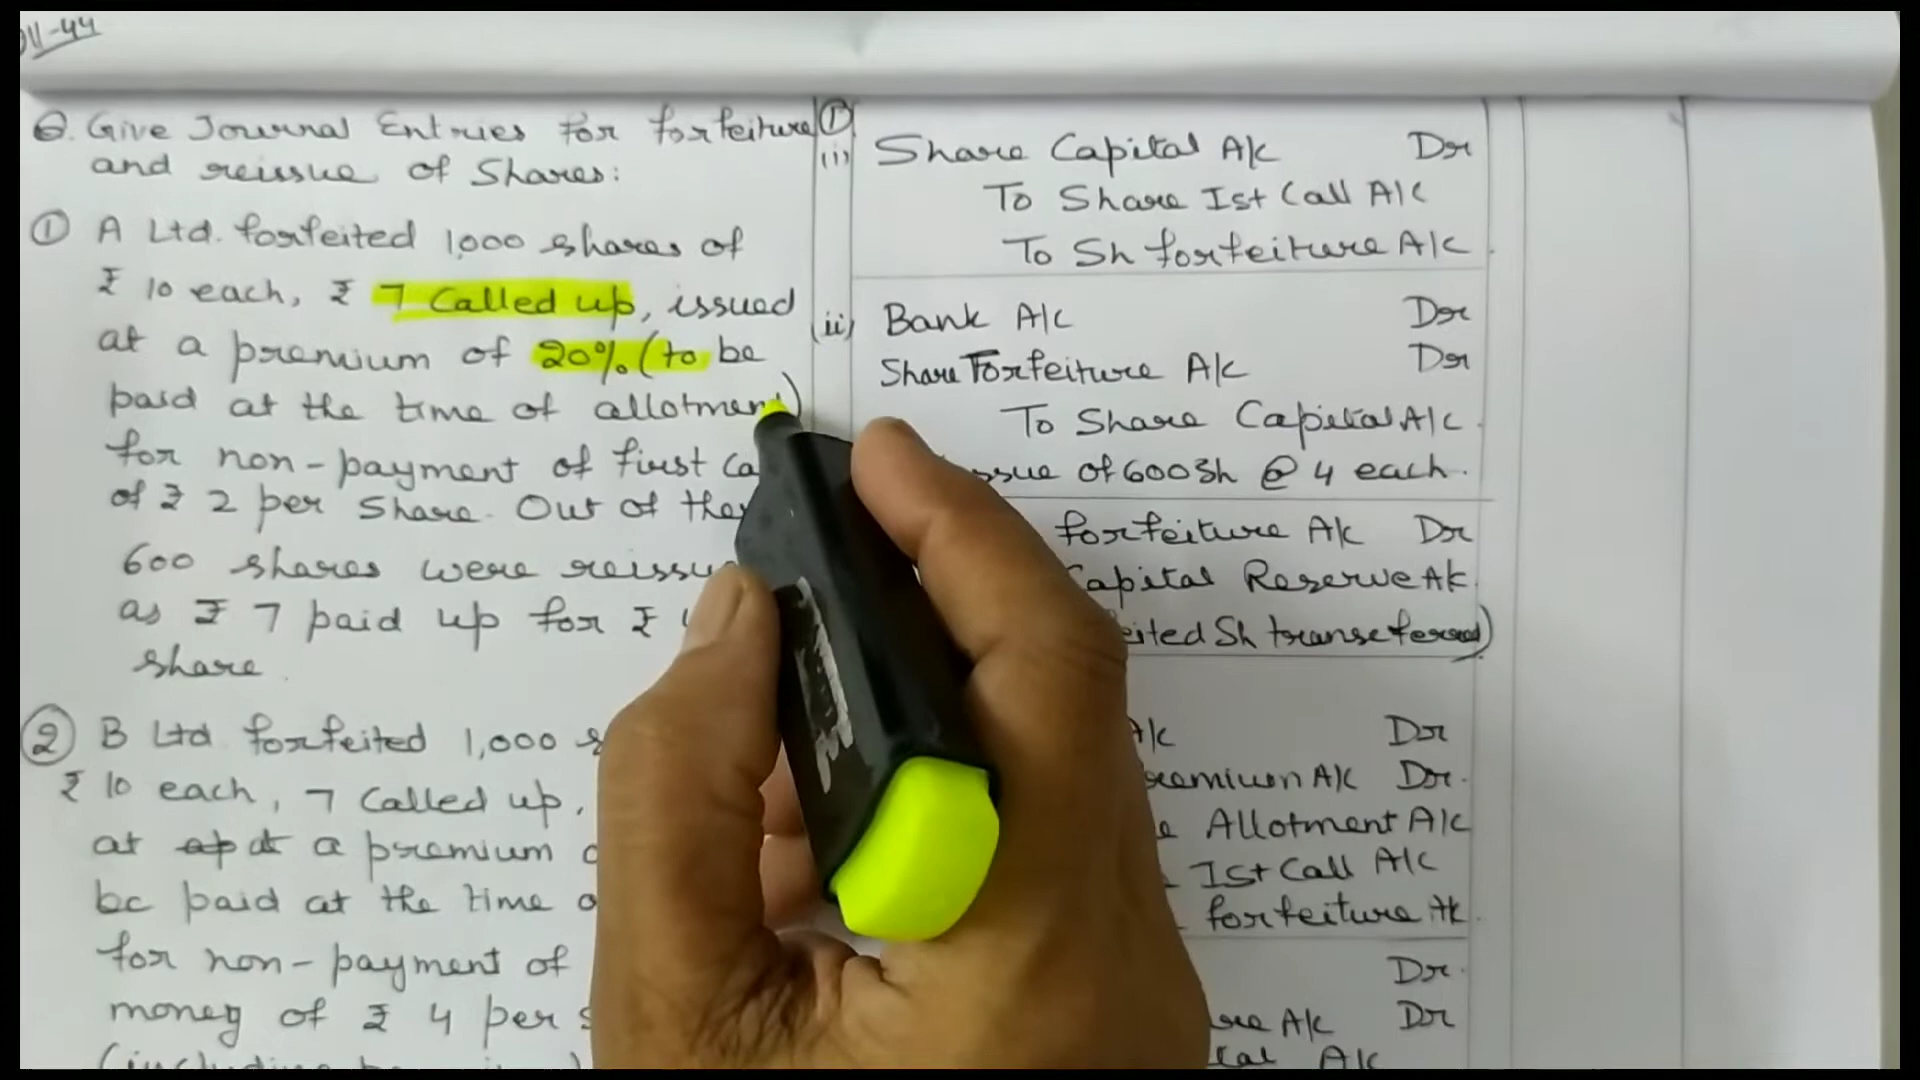 Q. Give Journal Entries for forfeiture
and reissue of Shares:
① A Ltd. forfeited 1,000 shares of
₹ 10 each, ₹ 7 Called up, issued
at a premium of 20% (to be
paid at the time of allotment)
for non-payment of first
of ₹ 2 per Share. Out of
600 shares were
as ₹ 7 paid up for ₹
share.
② B Ltd forfeited 1,000
₹ 10 each, 7 Called up,
at a premium
be paid at the time
for non-payment of
money of ₹ 4 per
①
(i) Share Capital A/c Dr
To Share Ist Call A/c
To Sh forfeiture A/c
(ii) Bank A/c Dr
Share Forfeiture A/c Dr
To Share Capital A/c
of 600 Sh @ 4 each.
forfeiture A/c Dr
Capital Reserve A/c
Sh transferred)
A/c Dr
Premium A/c Dr.
Allotment A/c
Ist Call A/c
forfeiture A/c
Dr.
A/c Dr
A/c